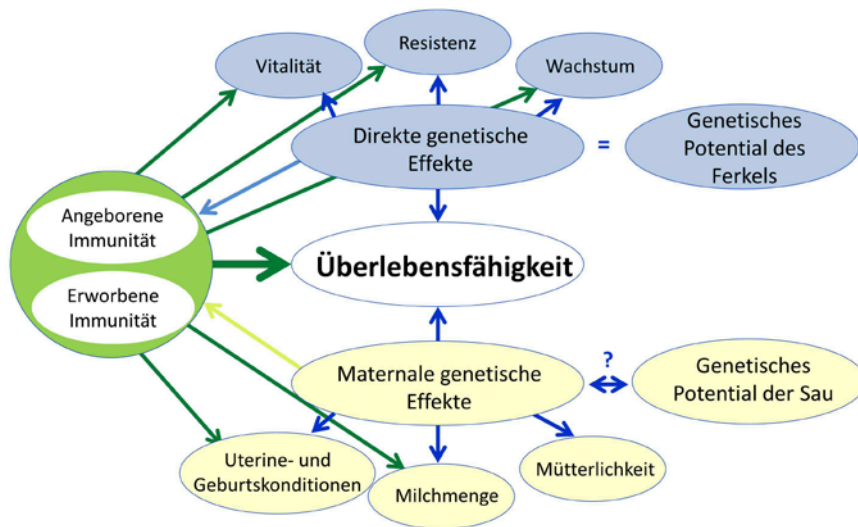 Resistenz
Vitalität
Wachstum
Direkte genetische
Effekte
=
Genetisches
Potential des
Ferkels
Angeborene
Immunität
Überlebensfähigkeit
Erworbene
Immunität
Maternale genetische
Effekte
?
Genetisches
Potential der Sau
Uterine- und
Geburtskonditionen
Milchmenge
Mütterlichkeit